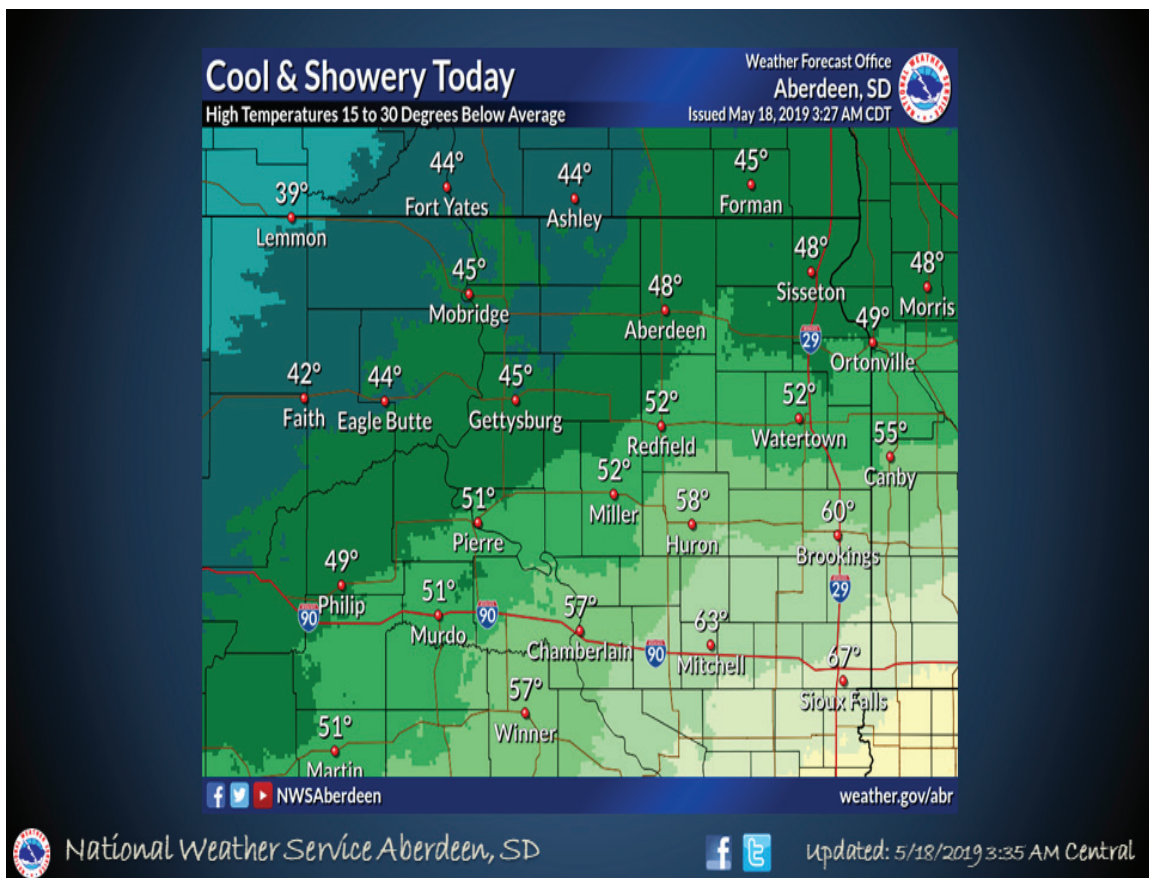 Cool & Showery Today
High Temperatures 15 to 30 Degrees Below Average
Weather Forecast Office
Aberdeen, SD
Issued May 18, 2019 3:27 AM CDT
44°
Fort Yates
44°
Ashley
45°
Forman
39°
Lemmon
45°
Mobridge
48°
Aberdeen
48°
Sisseton
48°
Morris
49°
Ortonville
29
42°
Faith
44°
Eagle Butte
45°
Gettysburg
52°
Redfield
52°
Watertown
55°
Canby
51°
Pierre
52°
Miller
58°
Huron
60°
Brookings
49°
Philip
90
51°
Murdo
90
57°
Chamberlain
90
63°
Mitchell
29
67°
Sioux Falls
57°
Winner
51°
Martin
NWSAberdeen
weather.gov/abr
National Weather Service Aberdeen, SD
Updated: 5/18/2019 3:35 AM Central